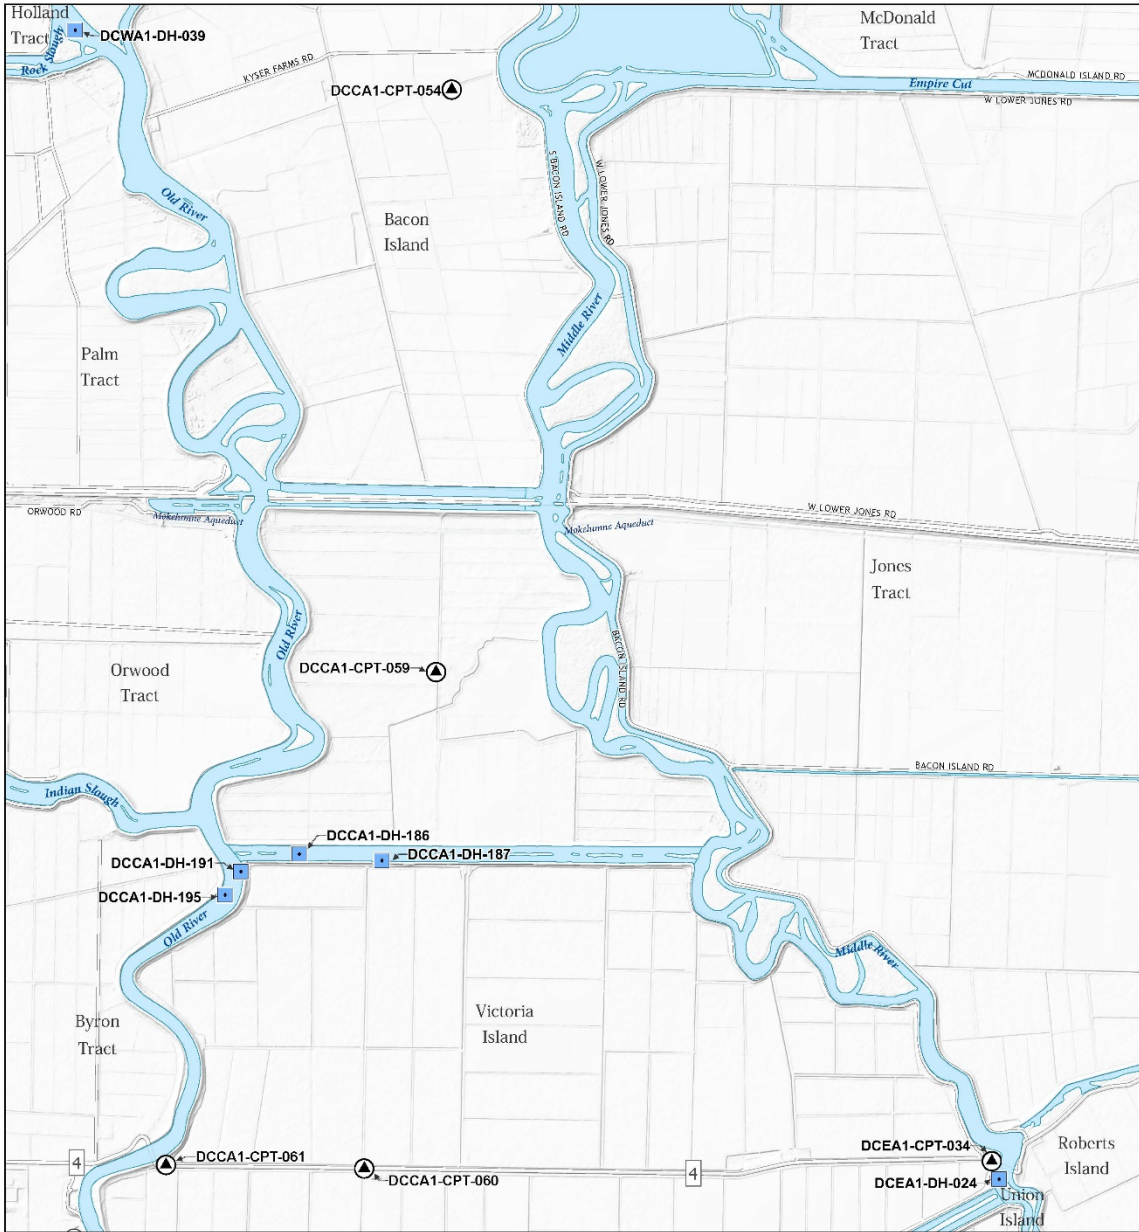 Holland
Tract
DCWA1-DH-039
Rock Slough
KYSER FARMS RD
DCCA1-CPT-054
McDonald
Tract
MCDONALD ISLAND RD
Empire Cut
W LOWER JONES RD
S BACON ISLAND RD
W LOWER JONES RD
Old River
Bacon
Island
Middle River
Palm
Tract
ORWOOD RD
Mokelumne Aqueduct
W LOWER JONES RD
Mokelumne Aqueduct
Jones
Tract
Old River
BACON ISLAND RD
Orwood
Tract
DCCA1-CPT-059
BACON ISLAND RD
Indian Slough
DCCA1-DH-186
DCCA1-DH-187
DCCA1-DH-191
DCCA1-DH-195
Old River
Middle River
Victoria
Island
Byron
Tract
DCCA1-CPT-061
4
DCCA1-CPT-060
4
DCEA1-CPT-034
DCEA1-DH-024
Roberts
Island
Union
Island